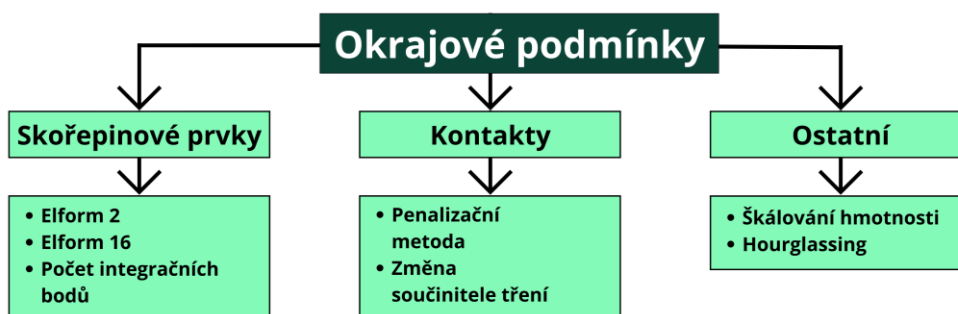 Okrajové podmínky
Skořepinové prvky
Kontakty
Ostatní
• Elform 2
• Elform 16
• Počet integračních
bodů
• Penalizační
metoda
• Změna
součinitele tření
• Škálování hmotnosti
• Hourglassing